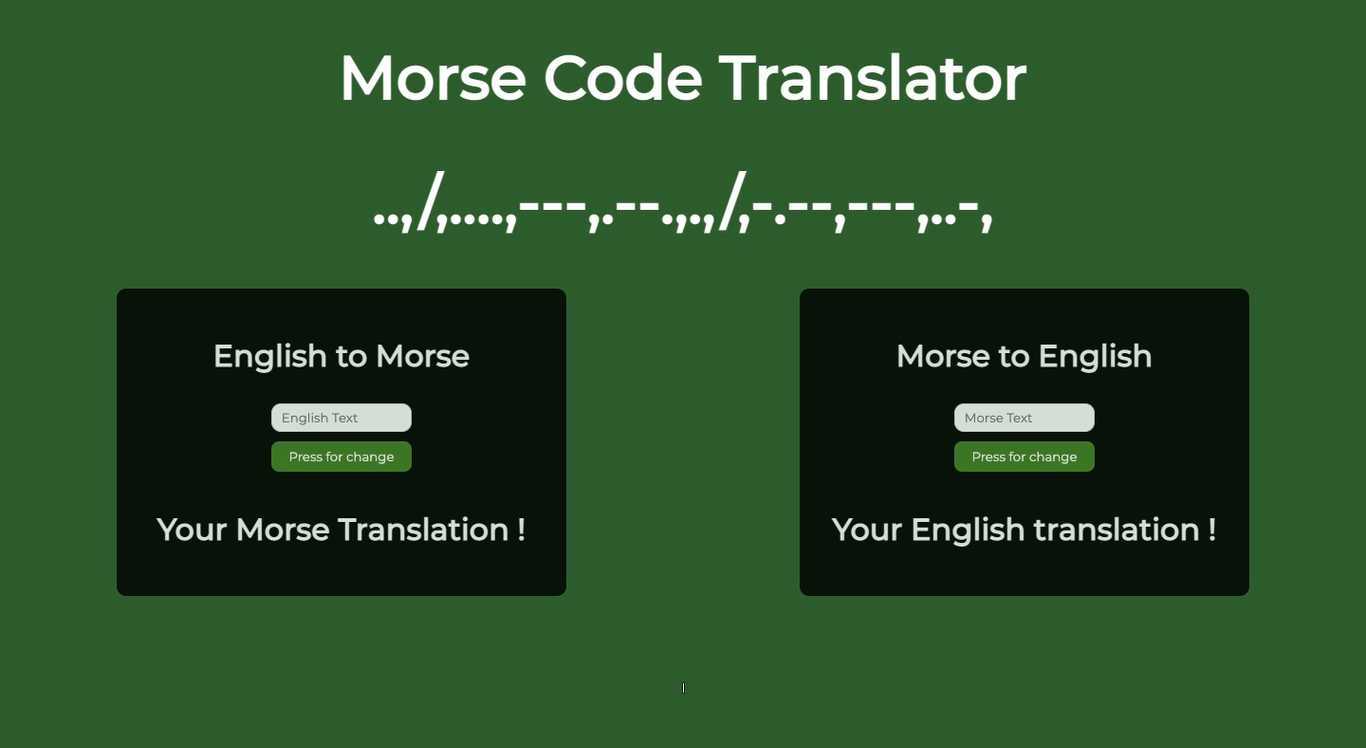 Morse Code Translator
..,/,....,---,.--.,.,/,-.--,---,..-,
English to Morse
English Text
Press for change
Your Morse Translation !
Morse to English
Morse Text
Press for change
Your English translation !